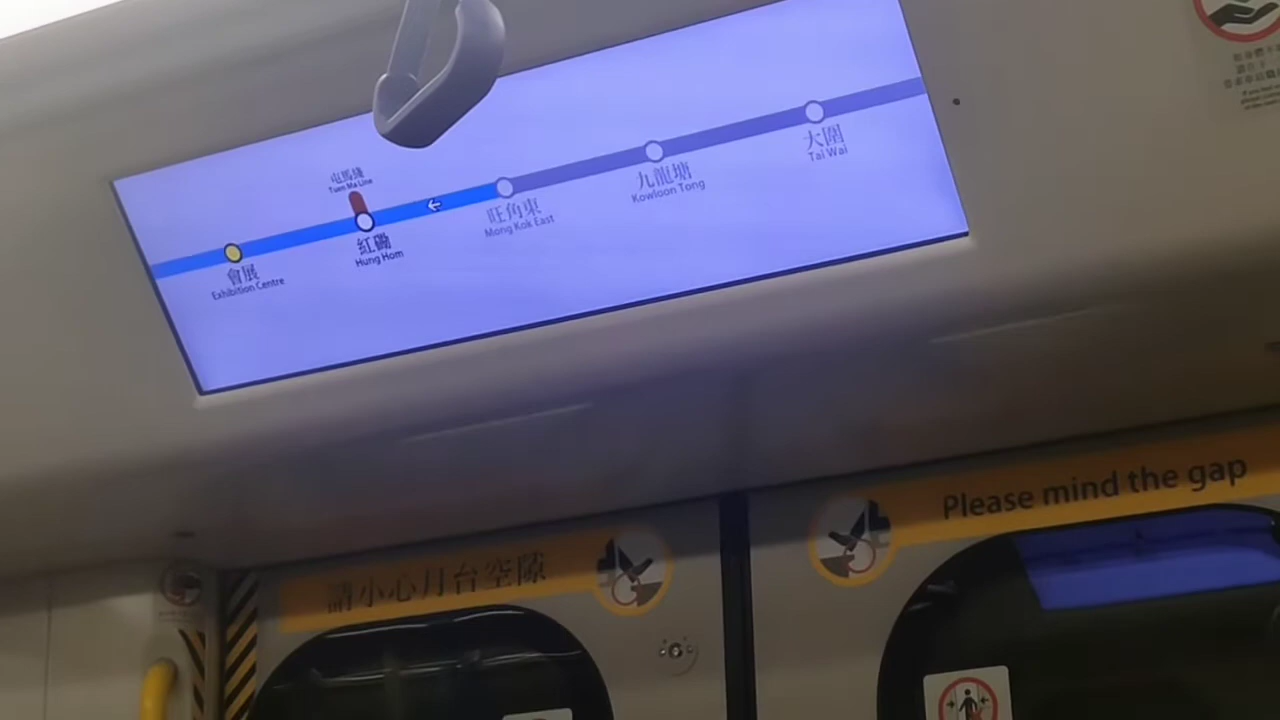 屯馬綫
Tuen Ma Line
會展
Exhibition Centre
紅磡
Hung Hom
旺角東
Mong Kok East
九龍塘
Kowloon Tong
大圍
Tai Wai
請小心月台空隙
Please mind the gap